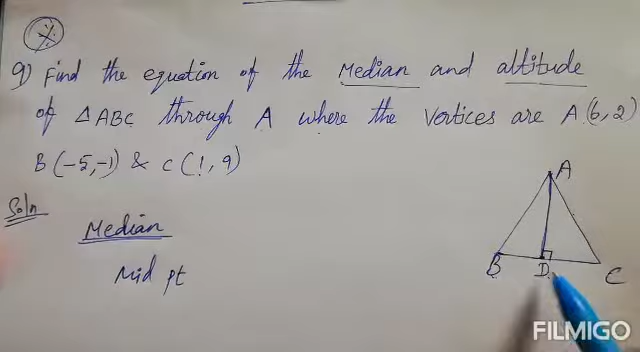 9) Find the equation of the Median and altitude
of △ABC through A where the vertices are A(6,2)
B(-5,-1) & C(1,9)
Soln
Median
Mid pt
A
B
D
C
FILMIGO